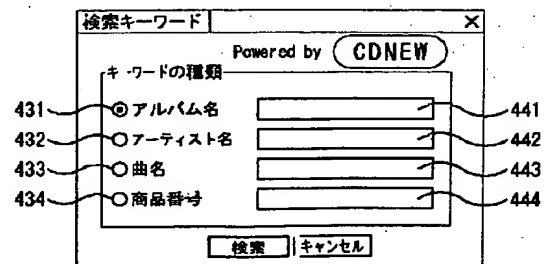 検索キーワード ×
Powered by CDNEW
キーワードの種類
431 アルバム名 441
432 アーティスト名 442
433 曲名 443
434 商品番号 444
検索 キャンセル